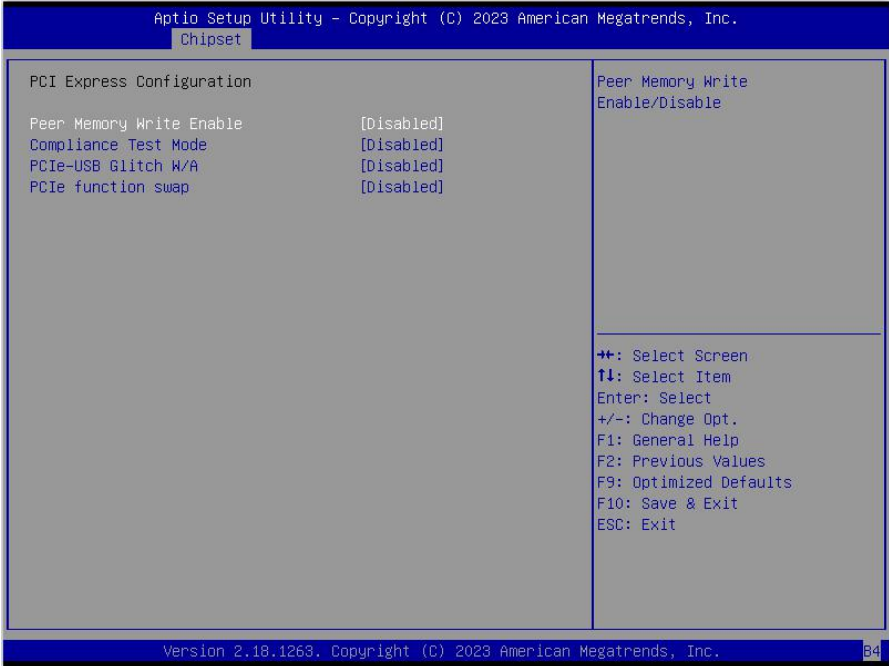 Aptio Setup Utility – Copyright (C) 2023 American Megatrends, Inc.
Chipset
PCI Express Configuration
Peer Memory Write Enable [Disabled]
Compliance Test Mode [Disabled]
PCIe-USB Glitch W/A [Disabled]
PCIe function swap [Disabled]
Peer Memory Write
Enable/Disable
→←: Select Screen
↑↓: Select Item
Enter: Select
+/-: Change Opt.
F1: General Help
F2: Previous Values
F9: Optimized Defaults
F10: Save & Exit
ESC: Exit
Version 2.18.1263. Copyright (C) 2023 American Megatrends, Inc.
B4